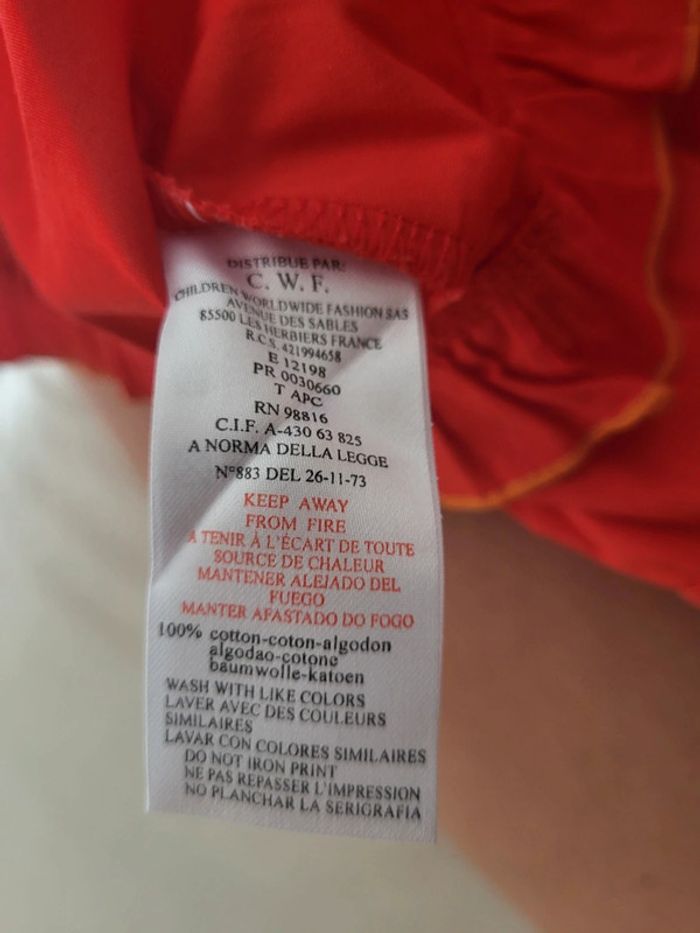 DISTRIBUE PAR:
C. W. F.
CHILDREN WORLDWIDE FASHION SAS
AVENUE DES SABLES
85500 LES HERBIERS FRANCE
R.C.S. 421994658
E 12198
PR 0030660
T APC
RN 98816
C.I.F. A-430 63 825
A NORMA DELLA LEGGE
N°883 DEL 26-11-73
KEEP AWAY
FROM FIRE
A TENIR À L'ÉCART DE TOUTE
SOURCE DE CHALEUR
MANTENER ALEJADO DEL
FUEGO
MANTER AFASTADO DO FOGO
100% cotton-coton-algodon
algodao-cotone
baumwolle-katoen
WASH WITH LIKE COLORS
LAVER AVEC DES COULEURS
SIMILAIRES
LAVAR CON COLORES SIMILAIRES
DO NOT IRON PRINT
NE PAS REPASSER L'IMPRESSION
NO PLANCHAR LA SERIGRAFIA